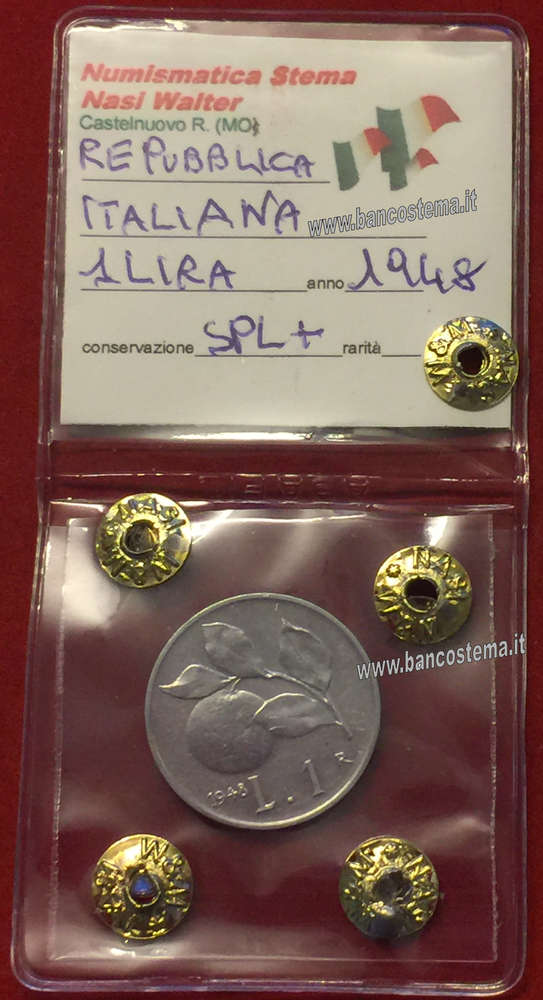 Numismatica Stema
Nasi Walter
Castelnuovo R. (MO)
REPUBBLICA
ITALIANA
www.bancostema.it
1 LIRA anno 1948
conservazione SPL+ rarità
www.bancostema.it
1948 L. 1 R